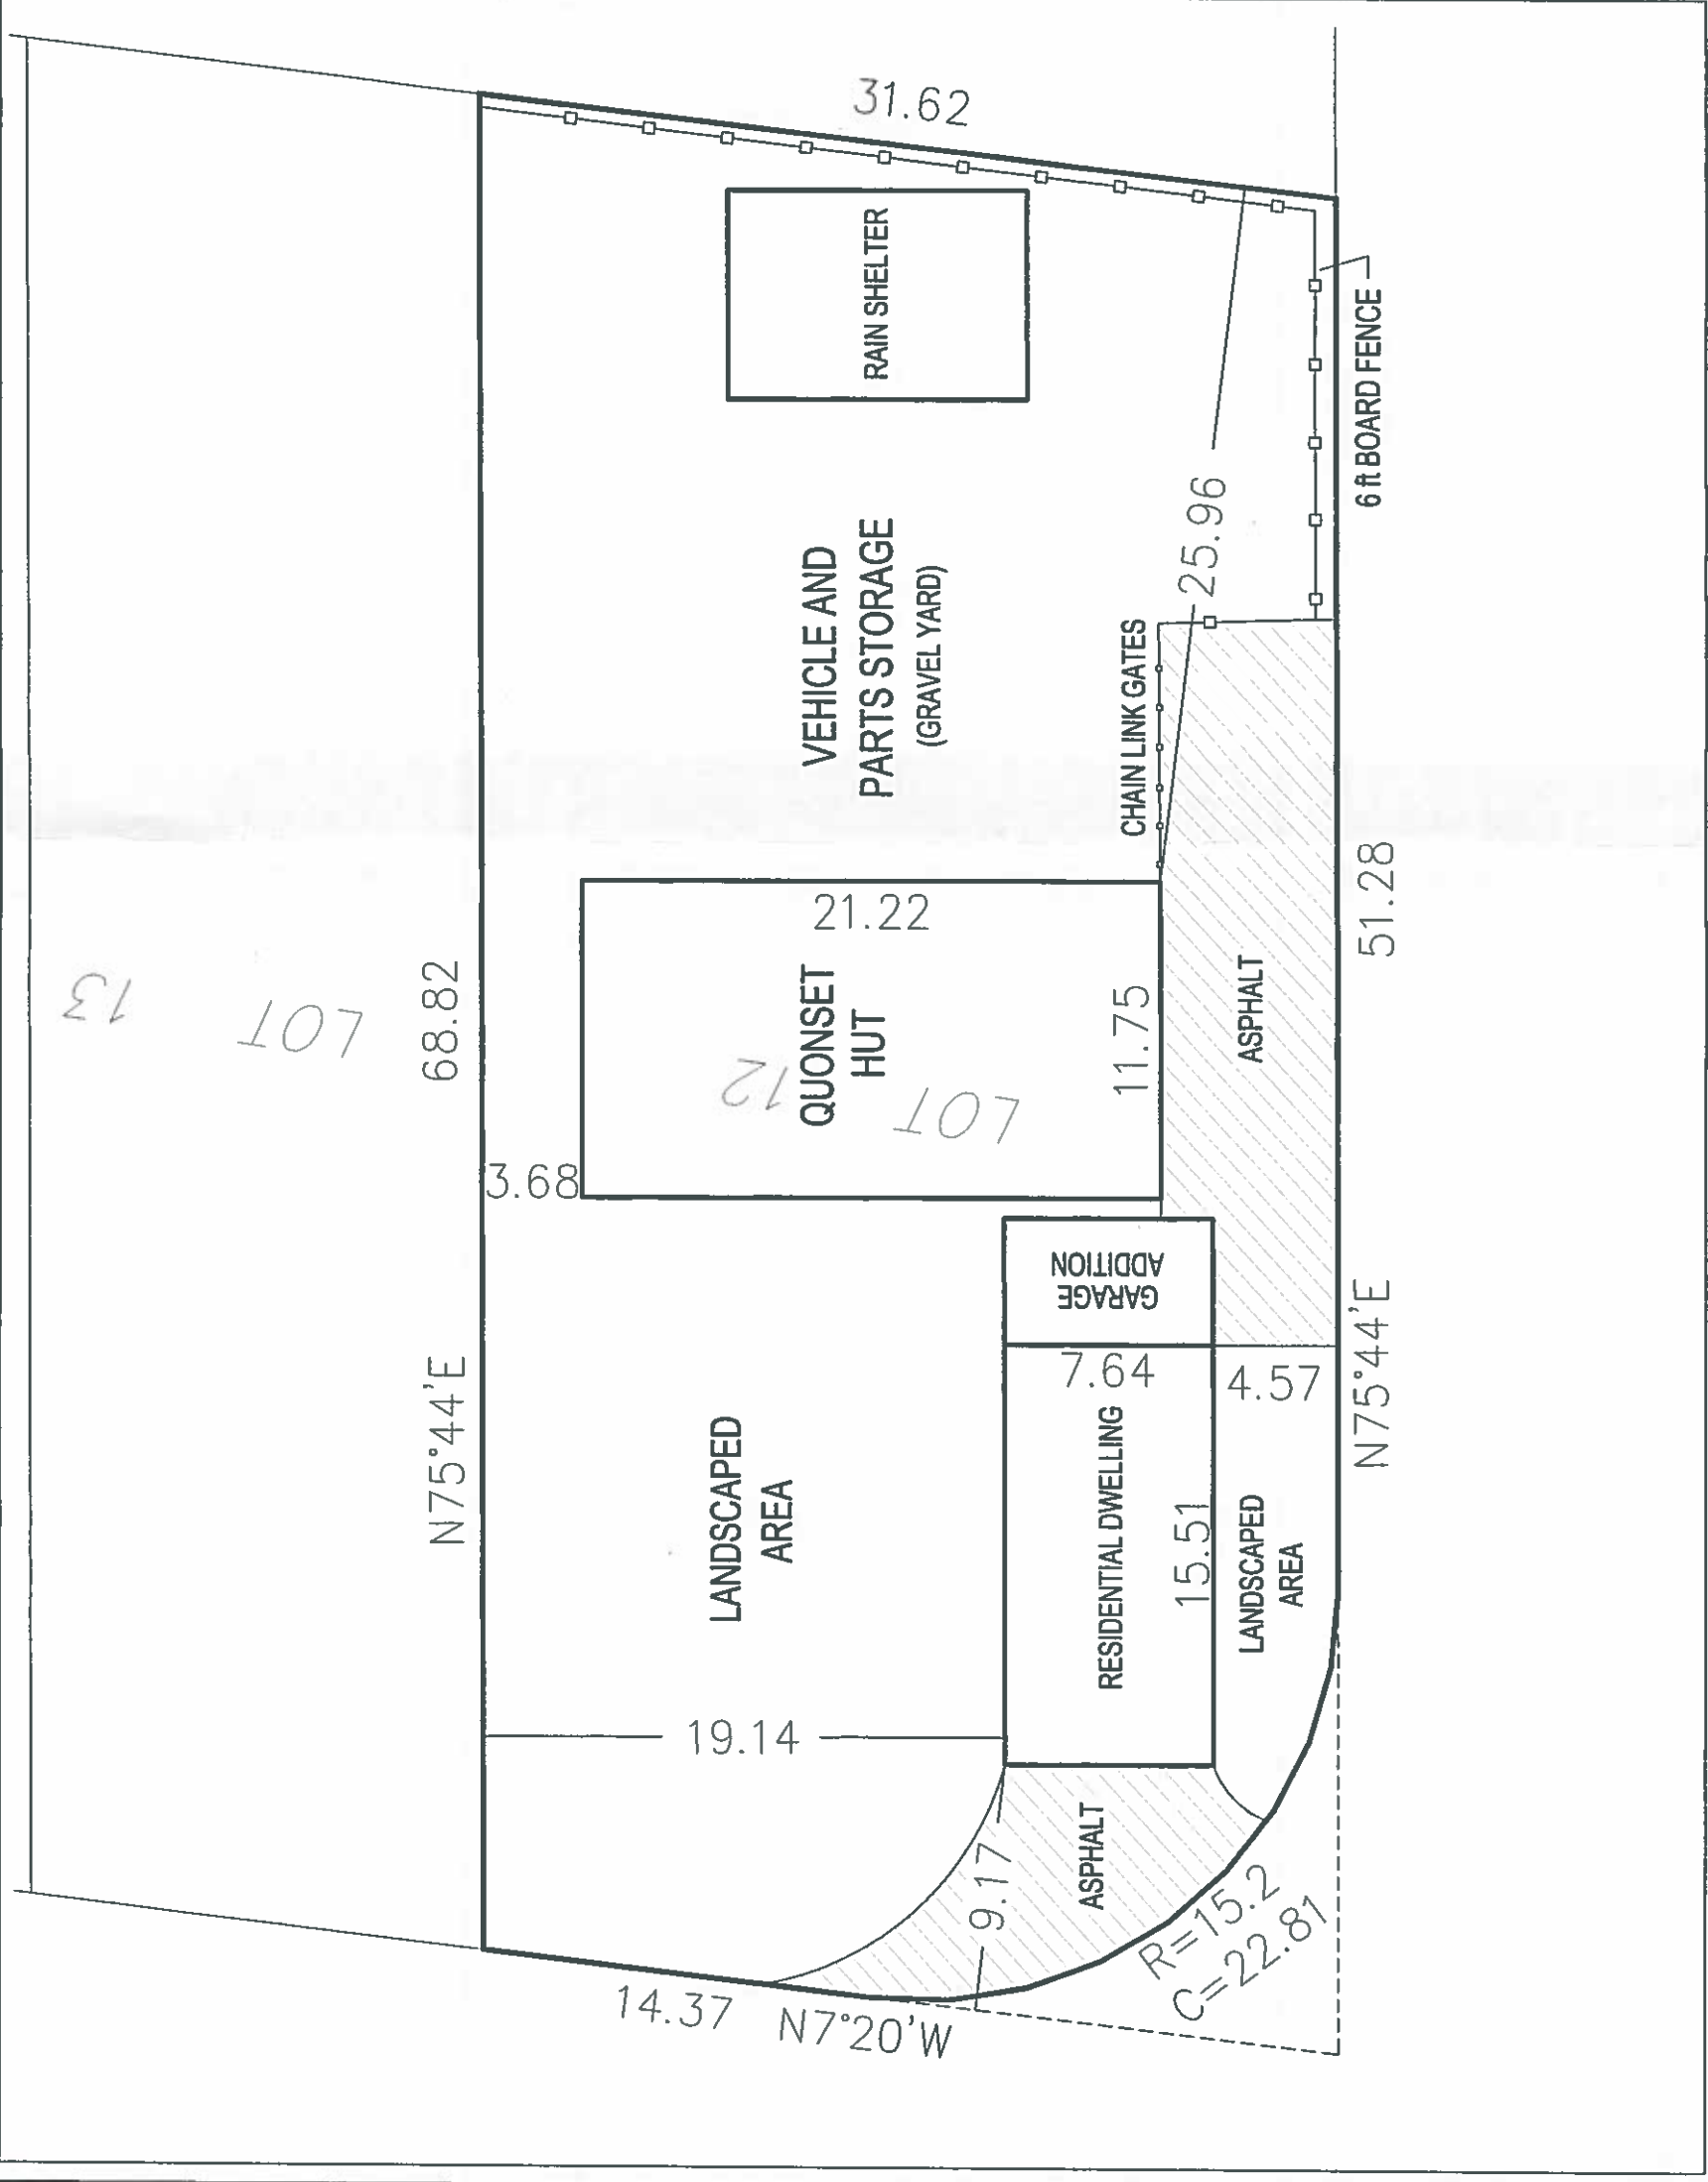 31.62
RAIN SHELTER
6 ft BOARD FENCE
25.96
VEHICLE AND
PARTS STORAGE
(GRAVEL YARD)
CHAIN LINK GATES
51.28
21.22
QUONSET
HUT
11.75
ASPHALT
LOT 13
68.82
LOT 12
3.68
GARAGE
ADDITION
7.64
4.57
N75°44'E
N75°44'E
LANDSCAPED
AREA
RESIDENTIAL DWELLING
15.51
LANDSCAPED
AREA
19.14
9.17
ASPHALT
R=15.2
C=22.81
14.37
N7°20'W